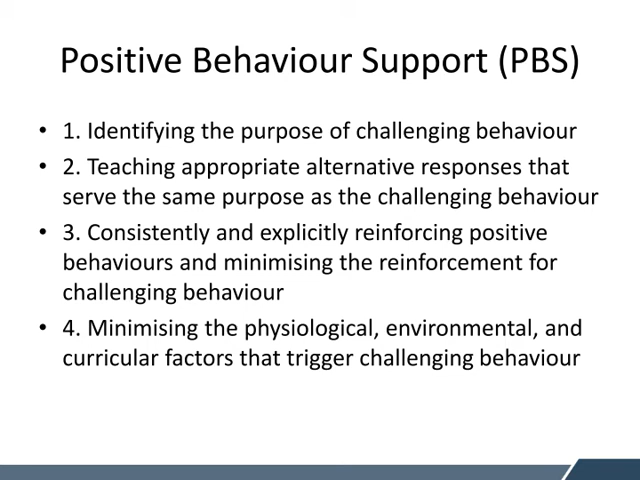 Positive Behaviour Support (PBS)
• 1. Identifying the purpose of challenging behaviour
• 2. Teaching appropriate alternative responses that
serve the same purpose as the challenging behaviour
• 3. Consistently and explicitly reinforcing positive
behaviours and minimising the reinforcement for
challenging behaviour
• 4. Minimising the physiological, environmental, and
curricular factors that trigger challenging behaviour